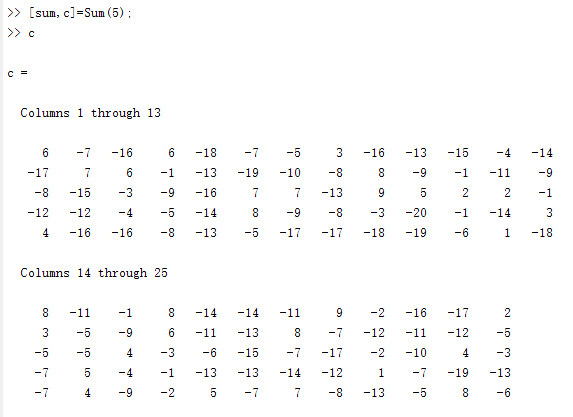 >> [sum,c]=Sum(5);
>> c
c =
Columns 1 through 13
6 -7 -16 6 -18 -7 -5 3 -16 -13 -15 -4 -14
-17 7 6 -1 -13 -19 -10 -8 8 -9 -1 -11 -9
-8 -15 -3 -9 -16 7 7 -13 9 5 2 2 -1
-12 -12 -4 -5 -14 8 -9 -8 -3 -20 -1 -14 3
4 -16 -16 -8 -13 -5 -17 -17 -18 -19 -6 1 -18
Columns 14 through 25
8 -11 -1 8 -14 -14 -11 9 -2 -16 -17 2
3 -5 -9 6 -11 -13 8 -7 -12 -11 -12 -5
-5 -5 4 -3 -6 -15 -7 -17 -2 -10 4 -3
-7 5 -4 -1 -13 -13 -14 -12 1 -7 -19 -13
-7 4 -9 -2 5 -7 7 -8 -13 -5 8 -6